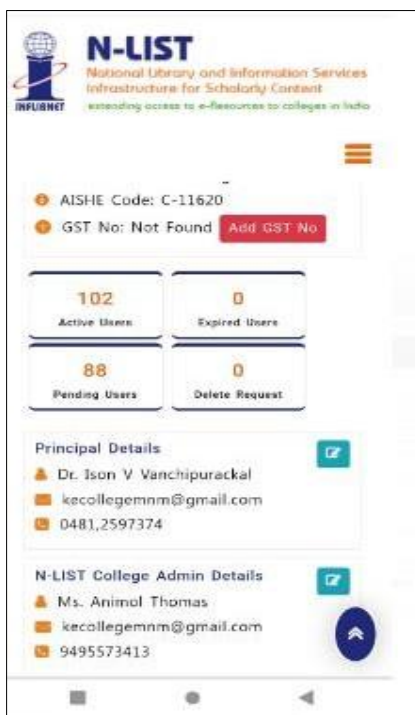 INFLIBNET
N-LIST
National Library and Information Services
Infrastructure for Scholarly Content
extending access to e-Resources to colleges in India
AISHE Code: C-11620
GST No: Not Found Add GST No
102
Active Users
0
Expired Users
88
Pending Users
0
Delete Request
Principal Details
Dr. Ison V Vanchipurackal
kecollegemnm@gmail.com
0481,2597374
N-LIST College Admin Details
Ms. Animol Thomas
kecollegemnm@gmail.com
9495573413